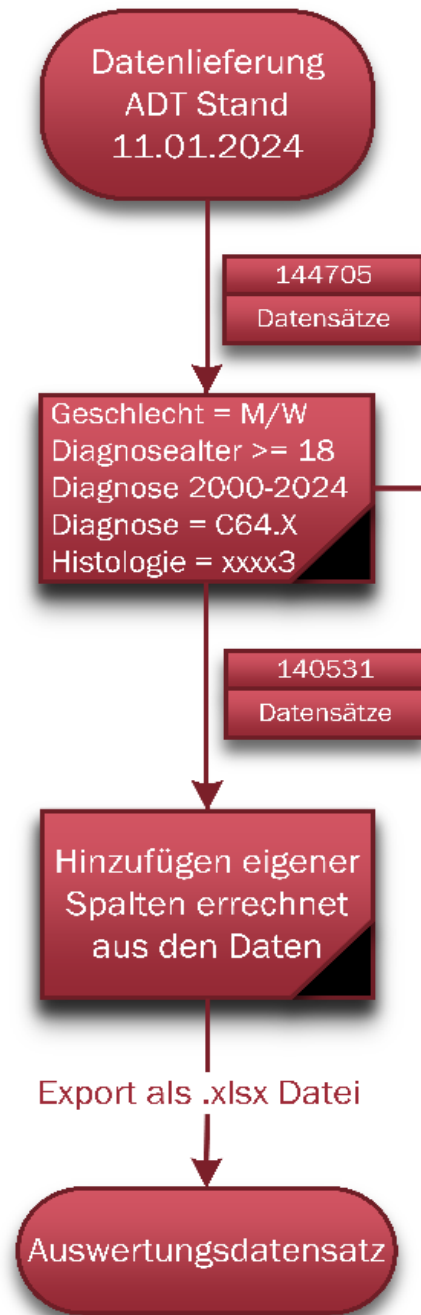 Datenlieferung
ADT Stand
11.01.2024
144705
Datensätze
Geschlecht = M/W
Diagnosealter >= 18
Diagnose 2000-2024
Diagnose = C64.X
Histologie = xxxx3
140531
Datensätze
Hinzufügen eigener
Spalten errechnet
aus den Daten
Export als .xlsx Datei
Auswertungsdatensatz